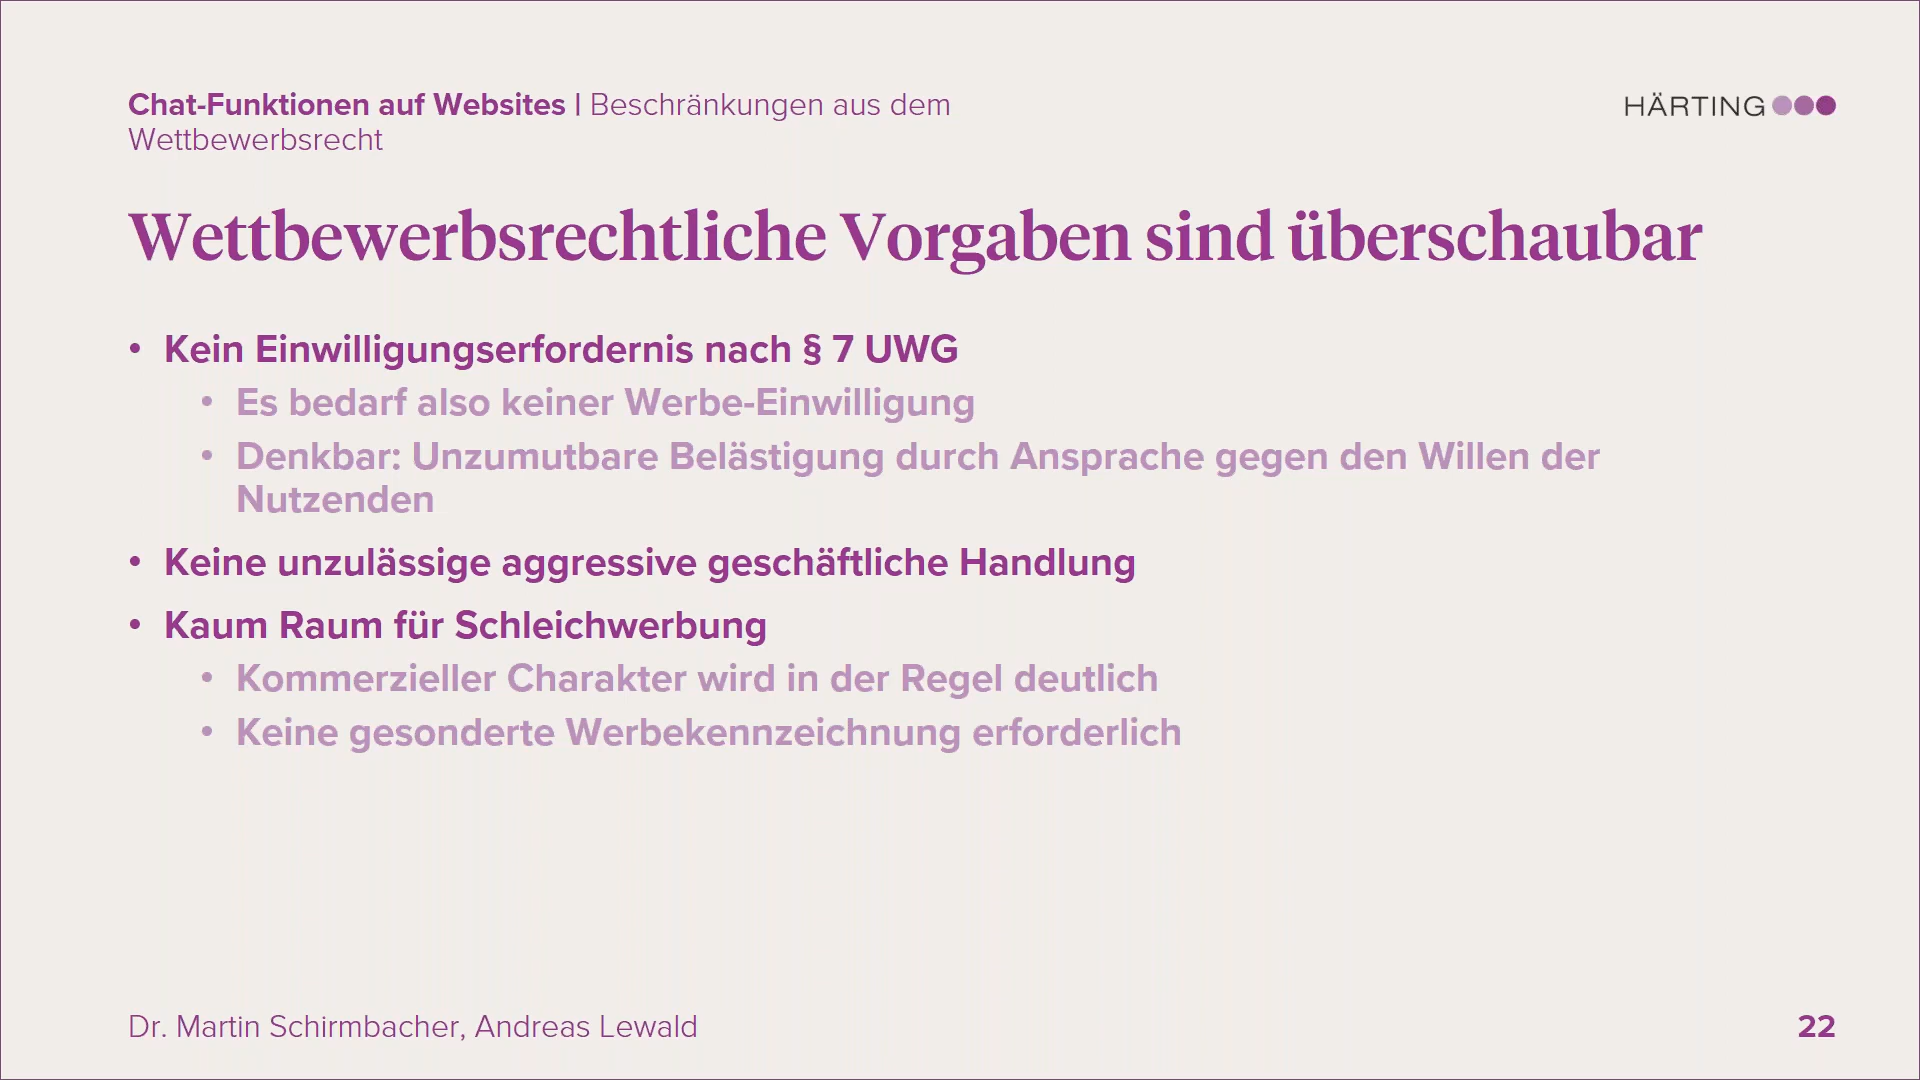 Chat-Funktionen auf Websites | Beschränkungen aus dem
Wettbewerbsrecht
HÄRTING
Wettbewerbsrechtliche Vorgaben sind überschaubar
• Kein Einwilligungserfordernis nach § 7 UWG
• Es bedarf also keiner Werbe-Einwilligung
• Denkbar: Unzumutbare Belästigung durch Ansprache gegen den Willen der
Nutzenden
• Keine unzulässige aggressive geschäftliche Handlung
• Kaum Raum für Schleichwerbung
• Kommerzieller Charakter wird in der Regel deutlich
• Keine gesonderte Werbekennzeichnung erforderlich
Dr. Martin Schirmbacher, Andreas Lewald
22